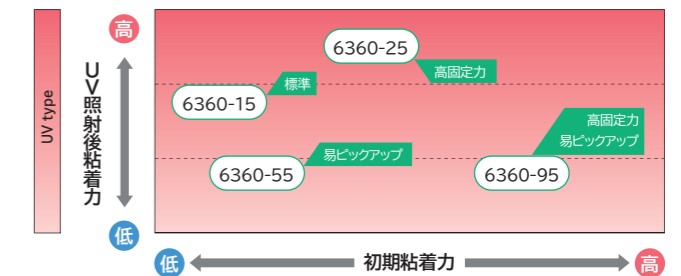 UV type
高
UV照射後粘着力
低
6360-25
高固定力
標準
6360-15
高固定力
易ピックアップ
易ピックアップ
6360-55
6360-95
低
初期粘着力
高